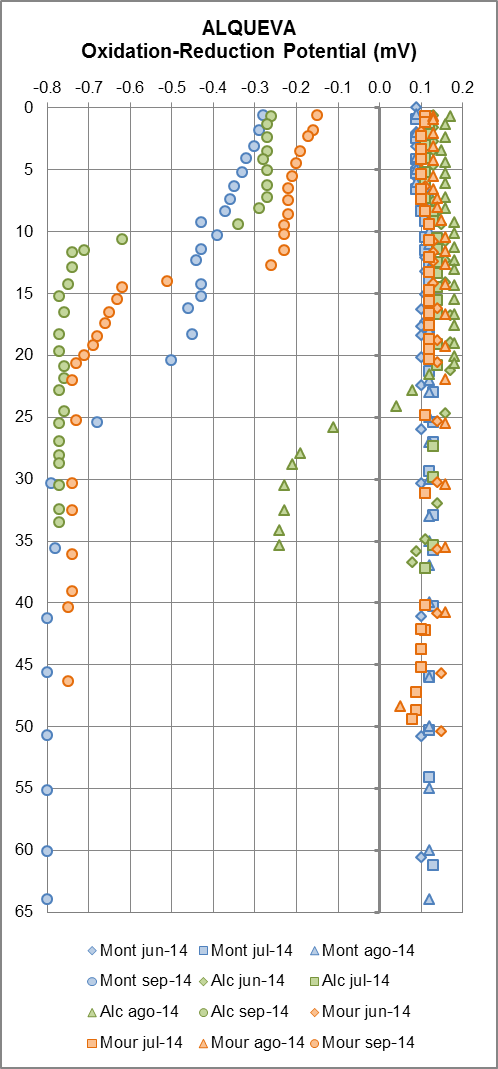 ALQUEVA
Oxidation-Reduction Potential (mV)
-0.8 -0.7 -0.6 -0.5 -0.4 -0.3 -0.2 -0.1 0.0 0.1 0.2
0
5
10
15
20
25
30
35
40
45
50
55
60
65
Mont jun-14 Mont jul-14 Mont ago-14
Mont sep-14 Alc jun-14 Alc jul-14
Alc ago-14 Alc sep-14 Mour jun-14
Mour jul-14 Mour ago-14 Mour sep-14